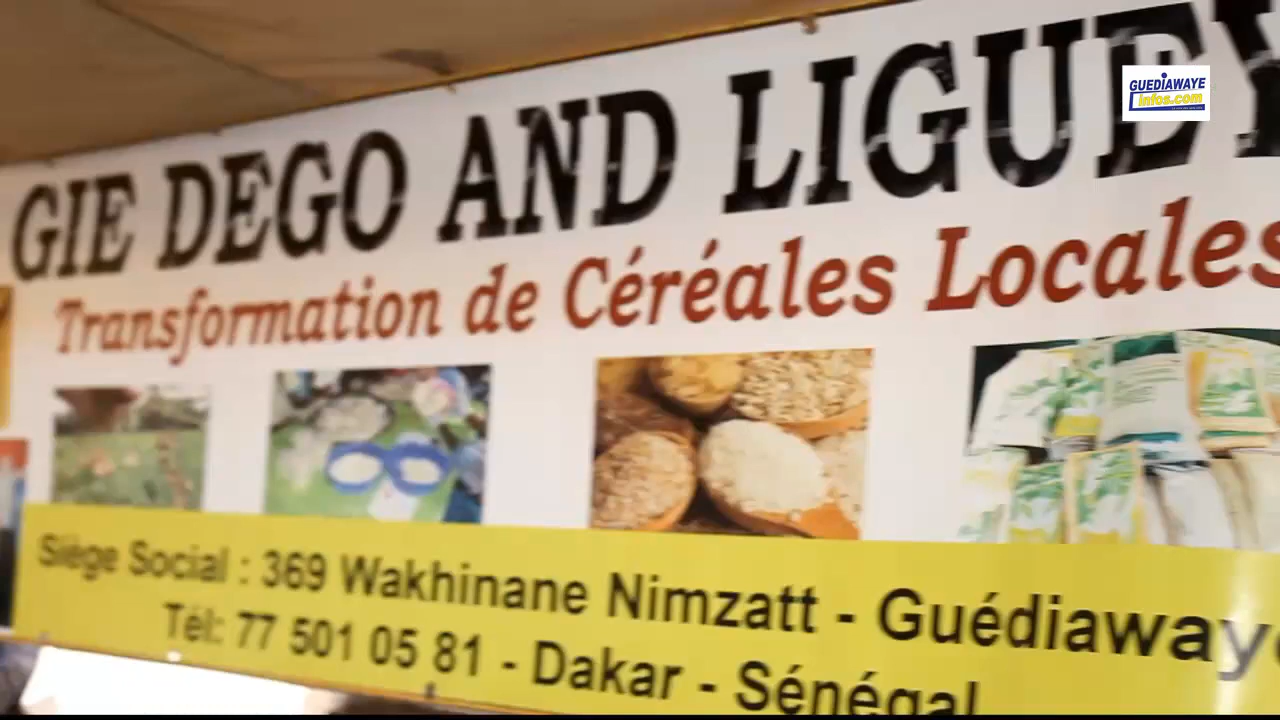 GUEDIAWAYE
infos.com
GIE DEGO AND LIGUEY
Transformation de Céréales Locales
Siège Social : 369 Wakhinane Nimzatt - Guédiawaye
Tél: 77 501 05 81 - Dakar - Sénégal